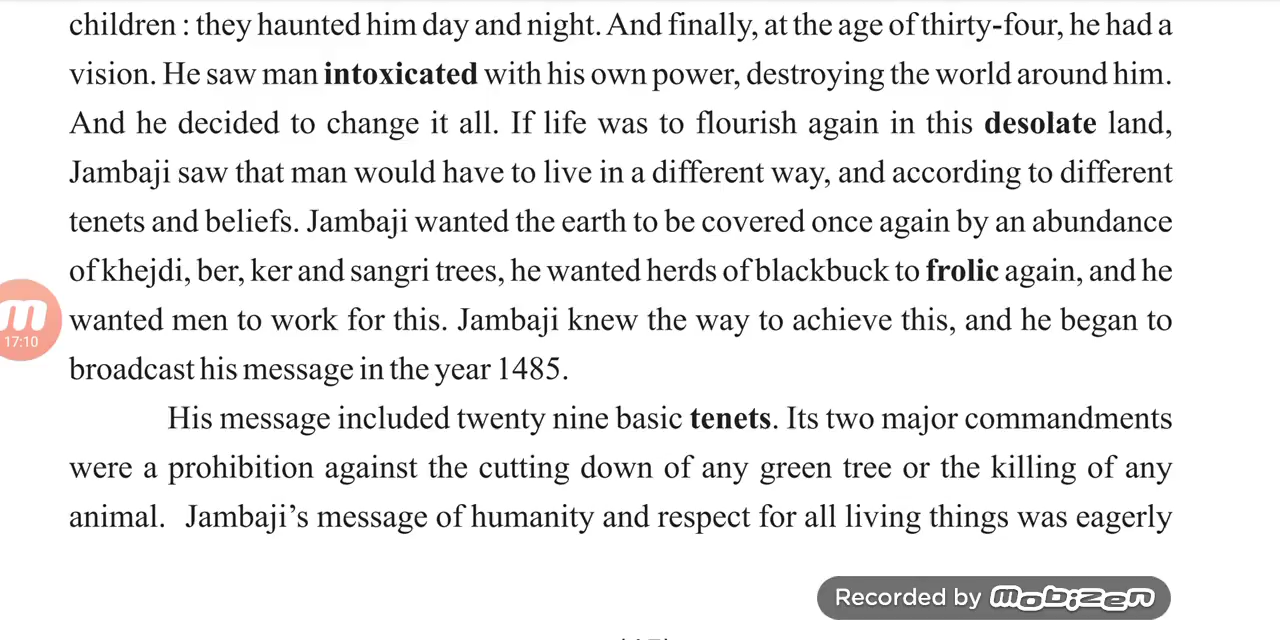 children : they haunted him day and night. And finally, at the age of thirty-four, he had a
vision. He saw man intoxicated with his own power, destroying the world around him.
And he decided to change it all. If life was to flourish again in this desolate land,
Jambaji saw that man would have to live in a different way, and according to different
tenets and beliefs. Jambaji wanted the earth to be covered once again by an abundance
of khejdi, ber, ker and sangri trees, he wanted herds of blackbuck to frolic again, and he
wanted men to work for this. Jambaji knew the way to achieve this, and he began to
17:10
broadcast his message in the year 1485.
His message included twenty nine basic tenets. Its two major commandments
were a prohibition against the cutting down of any green tree or the killing of any
animal. Jambaji's message of humanity and respect for all living things was eagerly
Recorded by mobizen